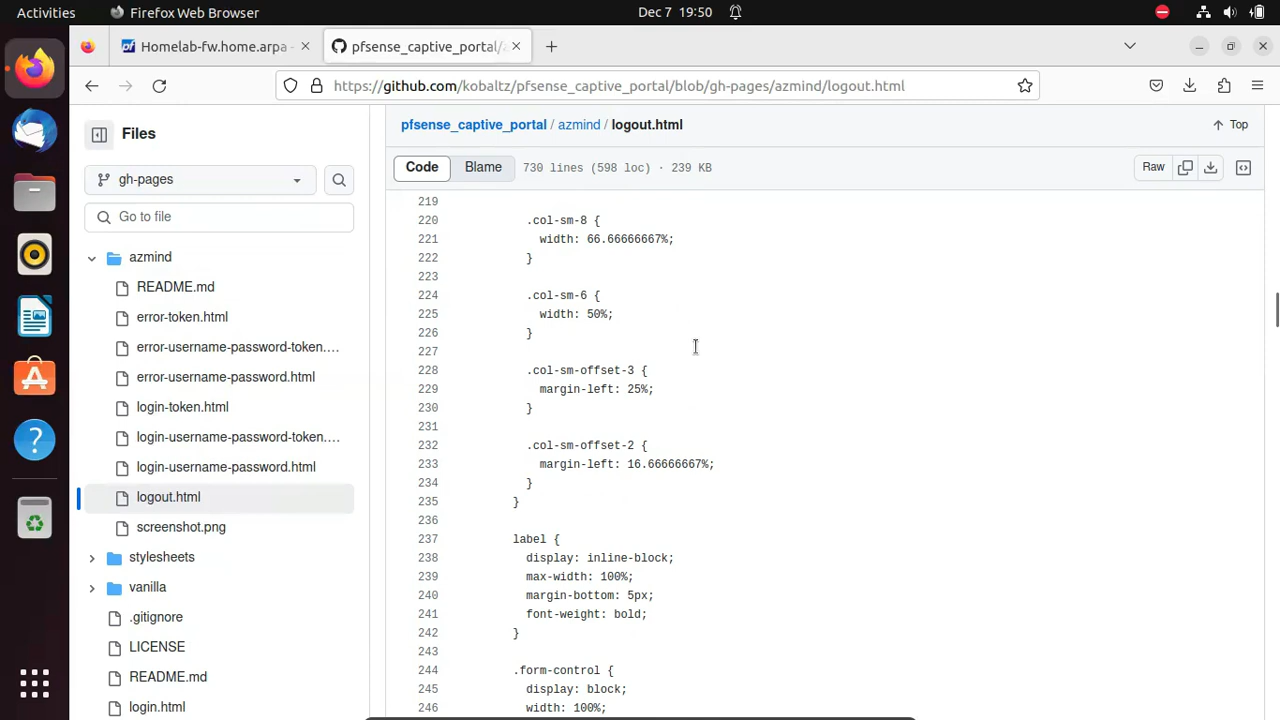 Activities
Firefox Web Browser
Dec 7 19:50
Homelab-fw.home.arpa -
pfsense_captive_portal/
https://github.com/kobaltz/pfsense_captive_portal/blob/gh-pages/azmind/logout.html
Files
pfsense_captive_portal / azmind / logout.html
Top
gh-pages
Code
Blame
730 lines (598 loc) · 239 KB
Raw
Go to file
azmind
README.md
error-token.html
error-username-password-token....
error-username-password.html
login-token.html
login-username-password-token....
login-username-password.html
logout.html
screenshot.png
stylesheets
vanilla
.gitignore
LICENSE
README.md
login.html
219
220 .col-sm-8 {
221 width: 66.66666667%;
222 }
223
224 .col-sm-6 {
225 width: 50%;
226 }
227
228 .col-sm-offset-3 {
229 margin-left: 25%;
230 }
231
232 .col-sm-offset-2 {
233 margin-left: 16.66666667%;
234 }
235 }
236
237 label {
238 display: inline-block;
239 max-width: 100%;
240 margin-bottom: 5px;
241 font-weight: bold;
242 }
243
244 .form-control {
245 display: block;
246 width: 100%;